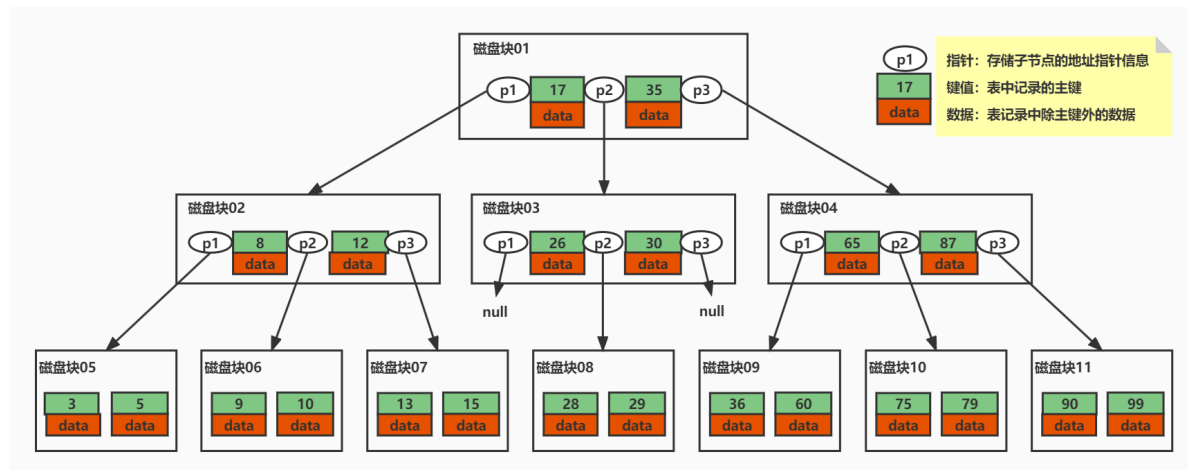 磁盘块01
p1 17 p2 35 p3
data data
p1 指针：存储子节点的地址指针信息
17 键值：表中记录的主键
data 数据：表记录中除主键外的数据
磁盘块02 磁盘块03 磁盘块04
p1 8 p2 12 p3 p1 26 p2 30 p3 p1 65 p2 87 p3
data data data data data data
null null
磁盘块05 磁盘块06 磁盘块07 磁盘块08 磁盘块09 磁盘块10 磁盘块11
3 5 9 10 13 15 28 29 36 60 75 79 90 99
data data data data data data data data data data data data data data